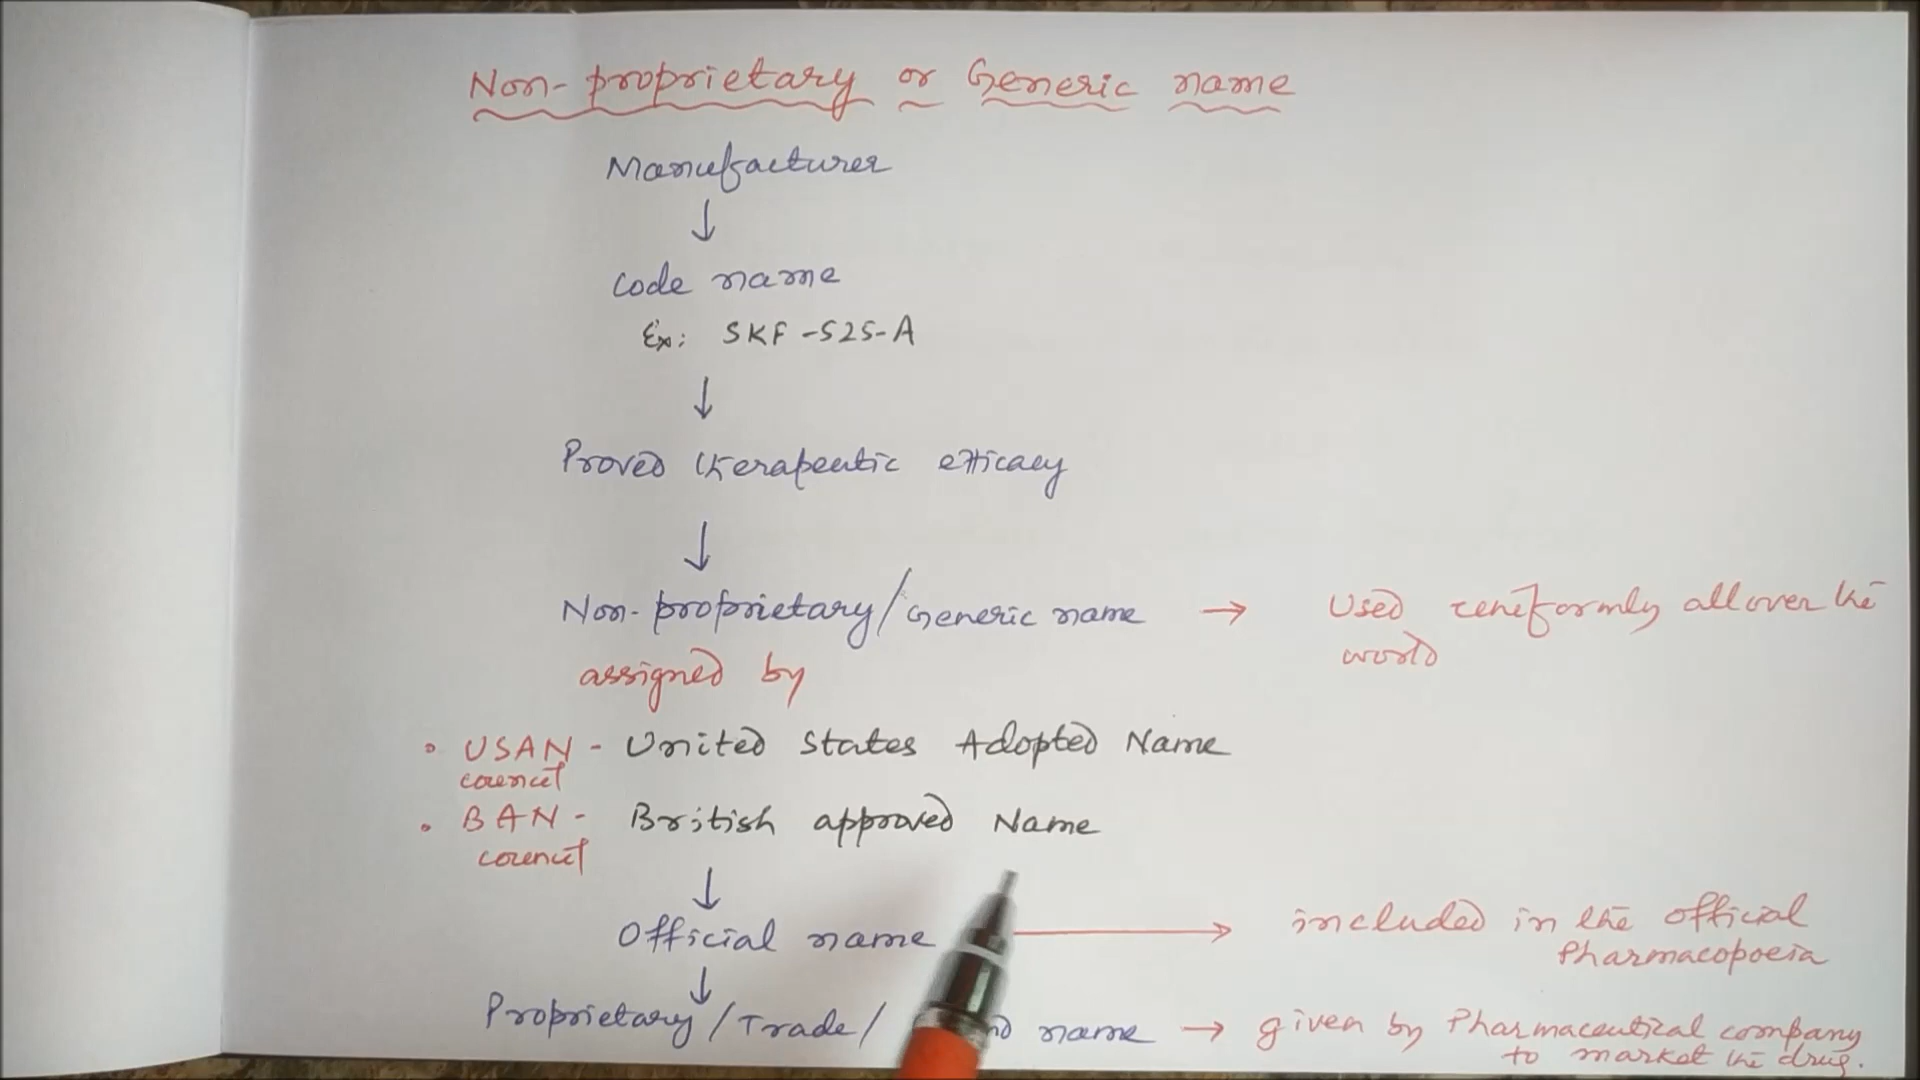 Non-proprietary or Generic name
Manufacturer
↓
Code name
Ex: SKF-525-A
↓
Proved therapeutic efficacy
↓
Non-proprietary/Generic name → Used uniformly all over the
world
assigned by
• USAN - United States Adopted Name
council
• BAN - British approved Name
council
↓
Official name → included in the official
Pharmacopoeia
↓
Proprietary/Trade/ name → given by Pharmaceutical company
to market the drug.